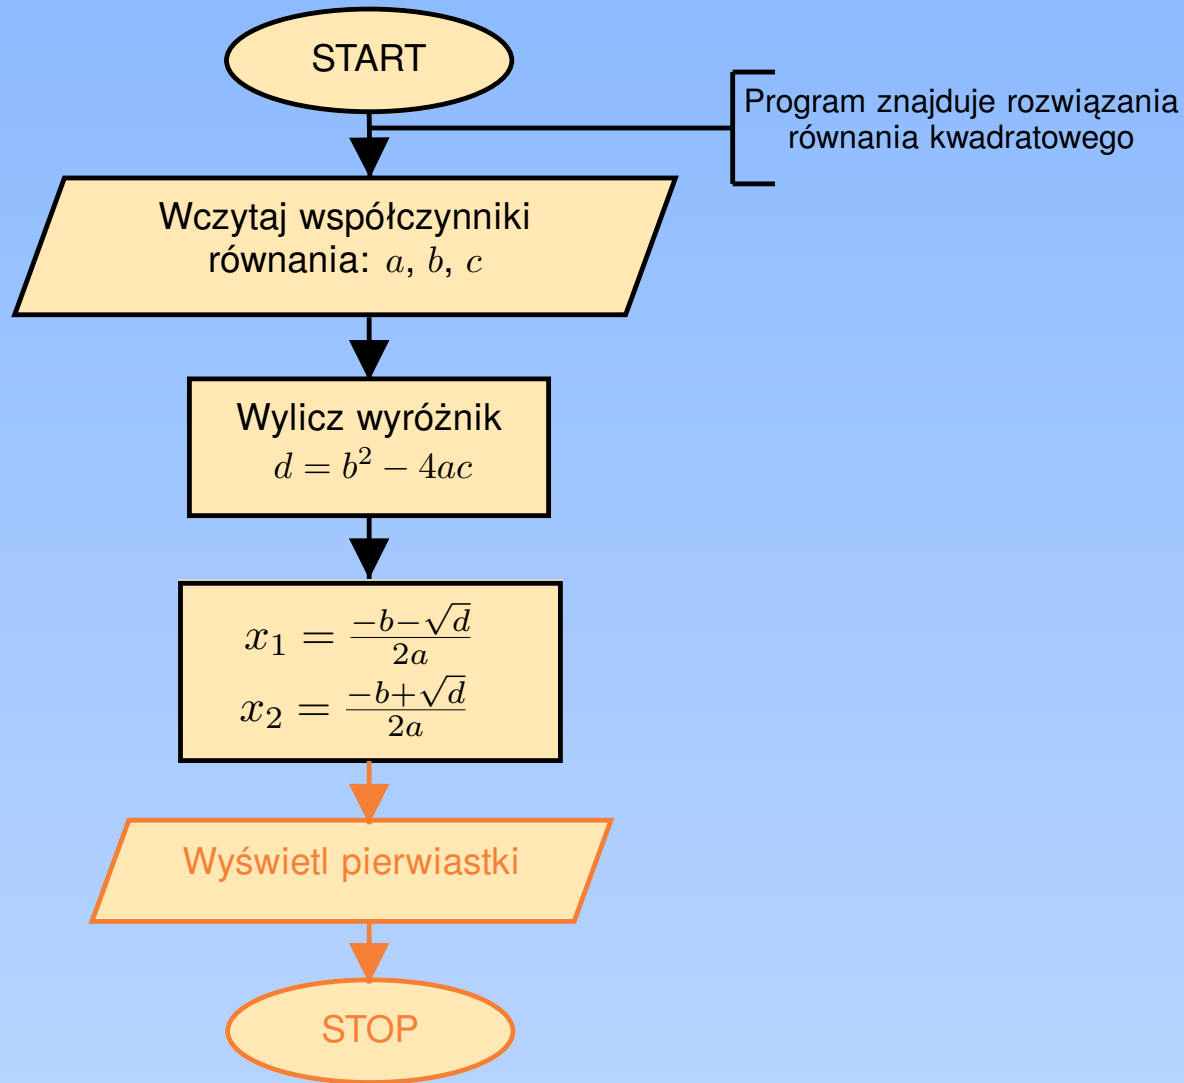 START
Program znajduje rozwiązania
równania kwadratowego
Wczytaj współczynniki
równania: a, b, c
Wylicz wyróżnik
d = b² − 4ac
x₁ = (−b−√d)/(2a)
x₂ = (−b+√d)/(2a)
Wyświetl pierwiastki
STOP